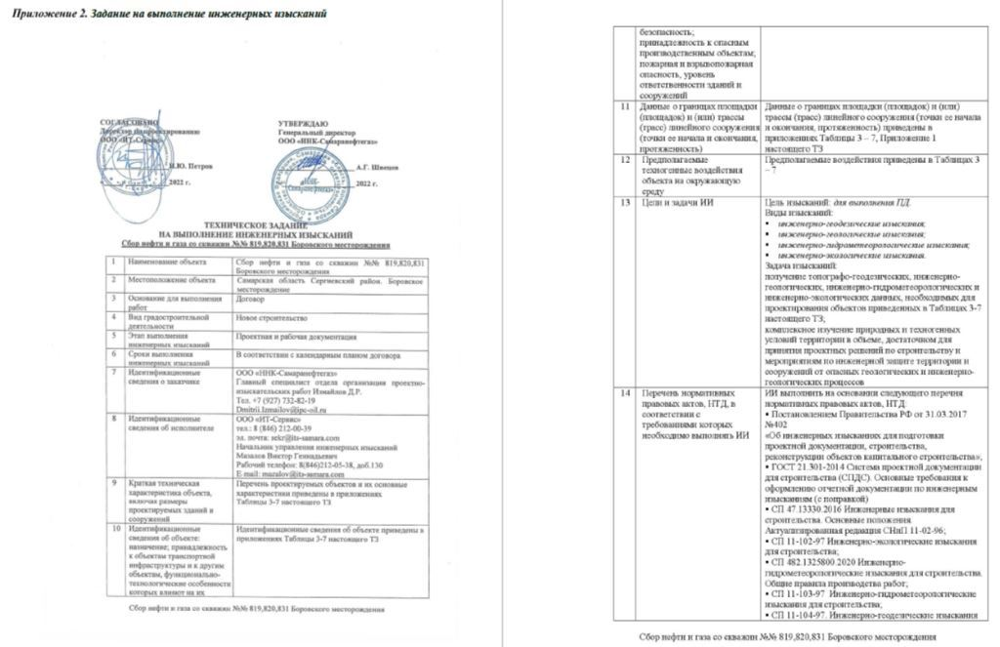 Приложение 2. Задание на выполнение инженерных изысканий
СОГЛАСОВАНО
Директор по проектированию
ООО «ИТ-Сервис»
Н.Ю. Петров
2022 г.
УТВЕРЖДАЮ
Генеральный директор
ООО «ННК-Самаранефтегаз»
А.Г. Швецов
2022 г.
ТЕХНИЧЕСКОЕ ЗАДАНИЕ
НА ВЫПОЛНЕНИЕ ИНЖЕНЕРНЫХ ИЗЫСКАНИЙ
Сбор нефти и газа со скважин №№ 819,820,831 Боровского месторождения
1 Наименование объекта Сбор нефти и газа со скважин №№ 819,820,831
Боровского месторождения
2 Местоположение объекта Самарская область Сергиевский район. Боровское
месторождение
3 Основание для выполнения Договор
работ
4 Вид градостроительной Новое строительство
деятельности
5 Этап выполнения Проектная и рабочая документация
инженерных изысканий
6 Сроки выполнения В соответствии с календарным планом договора
инженерных изысканий
7 Идентификационные ООО «ННК-Самаранефтегаз»
сведения о заказчике Главный специалист отдела организации проектно-
изыскательских работ Измайлов Д.Р.
Тел. +7 (927) 732-82-19
Dmitrii.Izmailov@ipc-oil.ru
8 Идентификационные ООО «ИТ-Сервис»
сведения об исполнителе тел.: 8 (846) 212-00-39
эл. почта: sekr@its-samara.com
Начальник управления инженерных изысканий
Мазалов Виктор Геннадьевич
Рабочий телефон: 8(846)212-05-38, доб.130
E-mail: mazalov@its-samara.com
9 Краткая техническая Перечень проектируемых объектов и их основные
характеристика объекта, характеристики приведены в приложениях
включая размеры Таблицы 3-7 настоящего ТЗ
проектируемых зданий и
сооружений
10 Идентификационные Идентификационные сведения об объекте приведены в
сведения об объекте: приложениях Таблицы 3-7 настоящего ТЗ
назначение; принадлежность
к объектам транспортной
инфраструктуры и к другим
объектам, функционально-
технологические особенности
которых влияют на их
Сбор нефти и газа со скважин №№ 819,820,831 Боровского месторождения
безопасность;
принадлежность к опасным
производственным объектам;
пожарная и взрывопожарная
опасность, уровень
ответственности зданий и
сооружений
11 Данные о границах площадки Данные о границах площадки (площадок) и (или)
(площадок) и (или) трассы трассы (трасс) линейного сооружения (точки ее начала
(трасс) линейного сооружения и окончания, протяженность) приведены в
(точки ее начала и окончания, приложениях Таблицы 3 – 7, Приложение 1
протяженность) настоящего ТЗ
12 Предполагаемые Предполагаемые воздействия приведены в Таблицах 3
техногенные воздействия – 7
объекта на окружающую
среду
13 Цели и задачи ИИ Цель изысканий: для выполнения ПД.
Виды изысканий:
▪ инженерно-геодезические изыскания;
▪ инженерно-геологические изыскания;
▪ инженерно-гидрометеорологические изыскания;
▪ инженерно-экологические изыскания.
Задача изысканий:
получение топографо-геодезических, инженерно-
геологических, инженерно-гидрометеорологических и
инженерно-экологических данных, необходимых для
проектирования объектов приведенных в Таблицах 3-7
настоящего ТЗ;
комплексное изучение природных и техногенных
условий территории в объеме, достаточном для
принятия проектных решений по строительству и
мероприятиям по инженерной защите территории и
сооружений от опасных геологических и инженерно-
геологических процессов
14 Перечень нормативных ИИ выполнить на основании следующего перечня
правовых актов, НТД, в нормативных правовых актов, НТД:
соответствии с • Постановлением Правительства РФ от 31.03.2017
требованиями которых №402
необходимо выполнять ИИ «Об инженерных изысканиях для подготовки
проектной документации, строительства,
реконструкции объектов капитального строительства»,
• ГОСТ 21.301-2014 Система проектной документации
для строительства (СПДС). Основные требования к
оформлению отчетной документации по инженерным
изысканиям (с поправкой)
• СП 47.13330.2016 Инженерные изыскания для
строительства. Основные положения.
Актуализированная редакция СНиП 11-02-96;
• СП 11-102-97 Инженерно-экологические изыскания
для строительства;
• СП 482.1325800.2020 Инженерно-
гидрометеорологические изыскания для строительства.
Общие правила производства работ;
• СП 11-103-97 Инженерно-гидрометеорологические
изыскания для строительства;
• СП 11-104-97. Инженерно-геодезические изыскания
Сбор нефти и газа со скважин №№ 819,820,831 Боровского месторождения